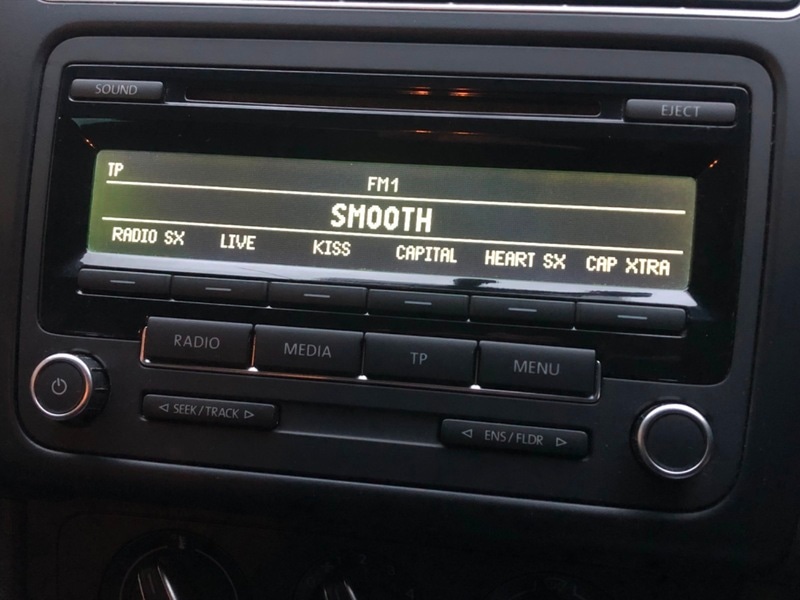 SOUND
EJECT
TP
FM1
SMOOTH
RADIO SX LIVE KISS CAPITAL HEART SX CAP XTRA
RADIO MEDIA TP MENU
SEEK/TRACK
ENS/FLDR